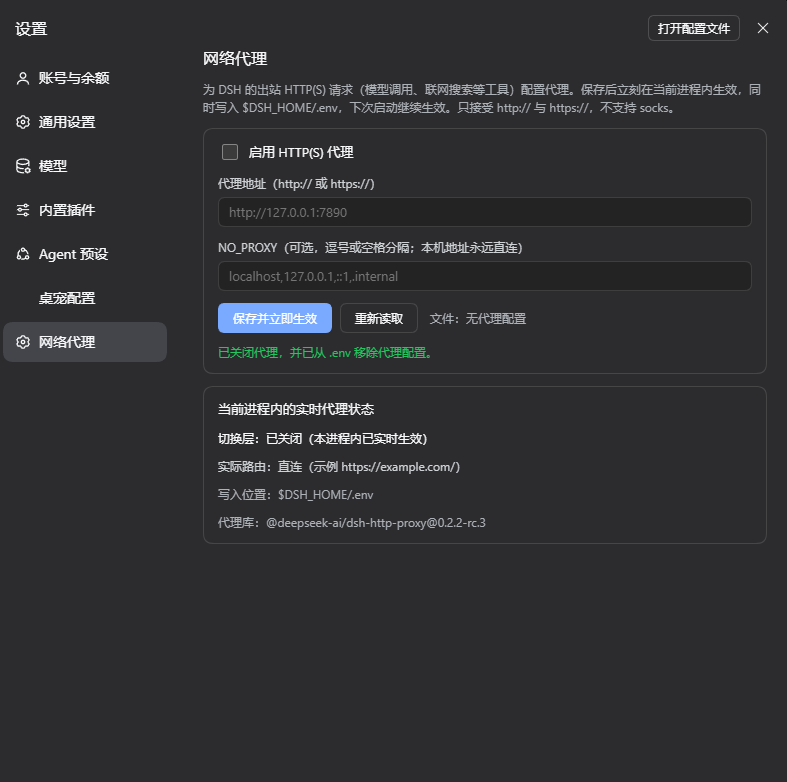 设置
打开配置文件
账号与余额
通用设置
模型
内置插件
Agent 预设
桌宠配置
网络代理
网络代理
为 DSH 的出站 HTTP(S) 请求（模型调用、联网搜索等工具）配置代理。保存后立刻在当前进程内生效，同
时写入 $DSH_HOME/.env，下次启动继续生效。只接受 http:// 与 https://，不支持 socks。
启用 HTTP(S) 代理
代理地址（http:// 或 https://）
http://127.0.0.1:7890
NO_PROXY（可选，逗号或空格分隔；本机地址永远直连）
localhost,127.0.0.1,::1,.internal
保存并立即生效 重新读取 文件：无代理配置
已关闭代理，并已从 .env 移除代理配置。
当前进程内的实时代理状态
切换层：已关闭（本进程内已实时生效）
实际路由：直连（示例 https://example.com/）
写入位置：$DSH_HOME/.env
代理库：@deepseek-ai/dsh-http-proxy@0.2.2-rc.3